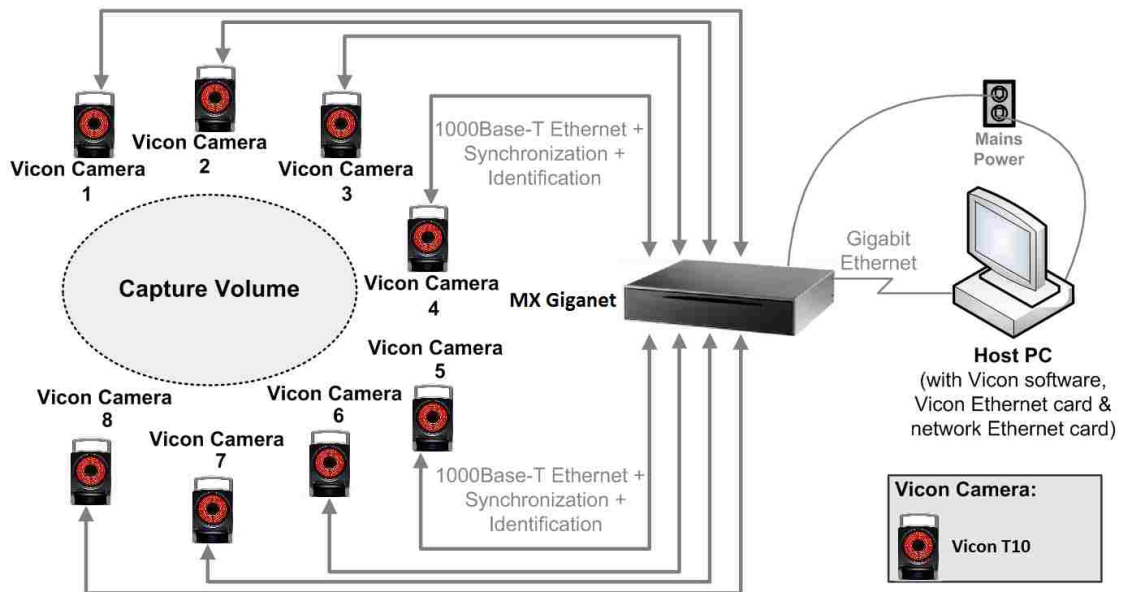 Vicon Camera
1
Vicon Camera
2
Vicon Camera
3
Vicon Camera
4
1000Base-T Ethernet +
Synchronization +
Identification
Mains
Power
Capture Volume
MX Giganet
Gigabit
Ethernet
Host PC
(with Vicon software,
Vicon Ethernet card &
network Ethernet card)
Vicon Camera
5
Vicon Camera
6
Vicon Camera
7
Vicon Camera
8
1000Base-T Ethernet +
Synchronization +
Identification
Vicon Camera:
Vicon T10